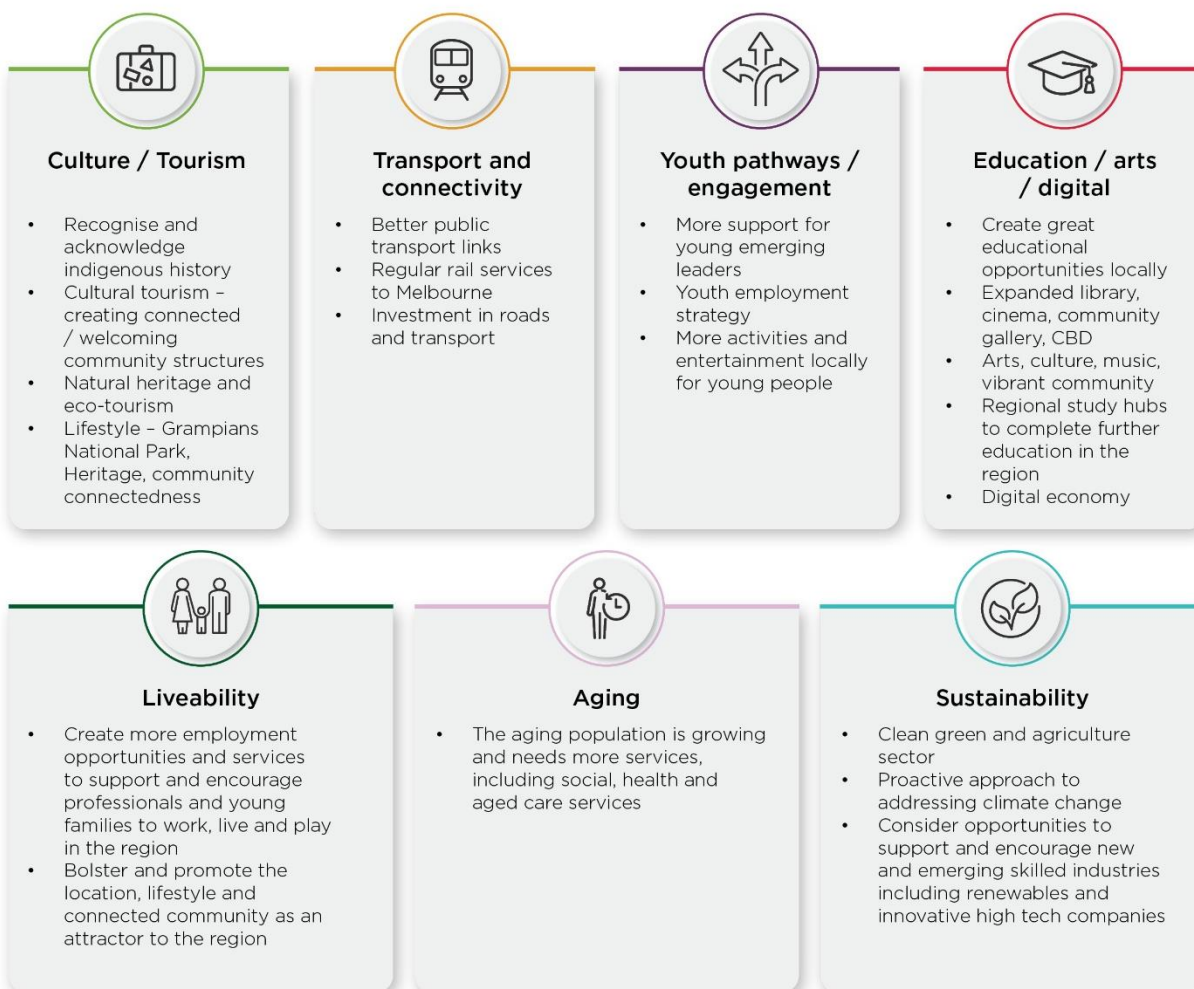 Culture / Tourism
• Recognise and
acknowledge
indigenous history
• Cultural tourism –
creating connected
/ welcoming
community structures
• Natural heritage and
eco-tourism
• Lifestyle – Grampians
National Park,
Heritage, community
connectedness
Transport and
connectivity
• Better public
transport links
• Regular rail services
to Melbourne
• Investment in roads
and transport
Youth pathways /
engagement
• More support for
young emerging
leaders
• Youth employment
strategy
• More activities and
entertainment locally
for young people
Education / arts
/ digital
• Create great
educational
opportunities locally
• Expanded library,
cinema, community
gallery, CBD
• Arts, culture, music,
vibrant community
• Regional study hubs
to complete further
education in the
region
• Digital economy
Liveability
• Create more employment
opportunities and services
to support and encourage
professionals and young
families to work, live and play
in the region
• Bolster and promote the
location, lifestyle and
connected community as an
attractor to the region
Aging
• The aging population is growing
and needs more services,
including social, health and
aged care services
Sustainability
• Clean green and agriculture
sector
• Proactive approach to
addressing climate change
• Consider opportunities to
support and encourage new
and emerging skilled industries
including renewables and
innovative high tech companies